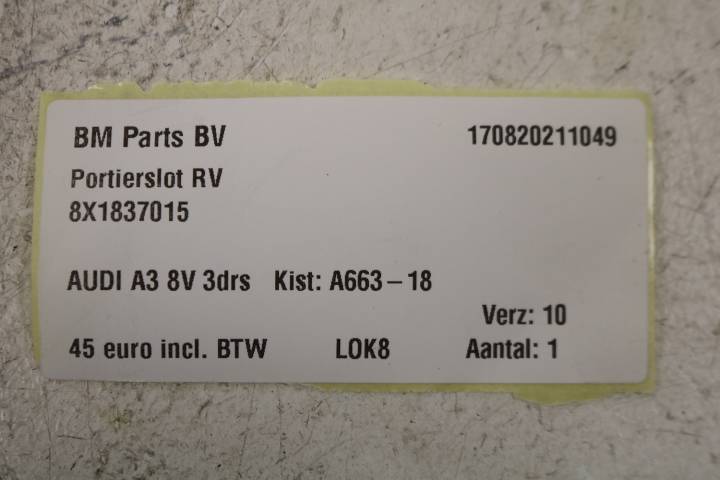 BM Parts BV 170820211049
Portierslot RV
8X1837015
AUDI A3 8V 3drs Kist: A663-18
Verz: 10
45 euro incl. BTW LOK8 Aantal: 1